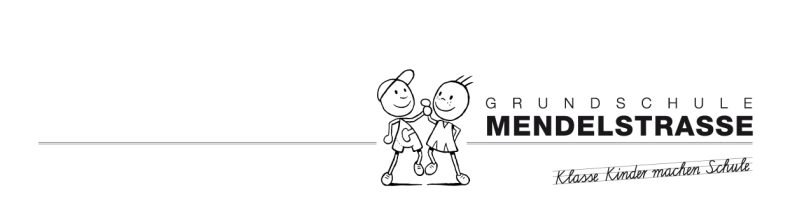 GRUNDSCHULE
MENDELSTRASSE
Klasse Kinder machen Schule